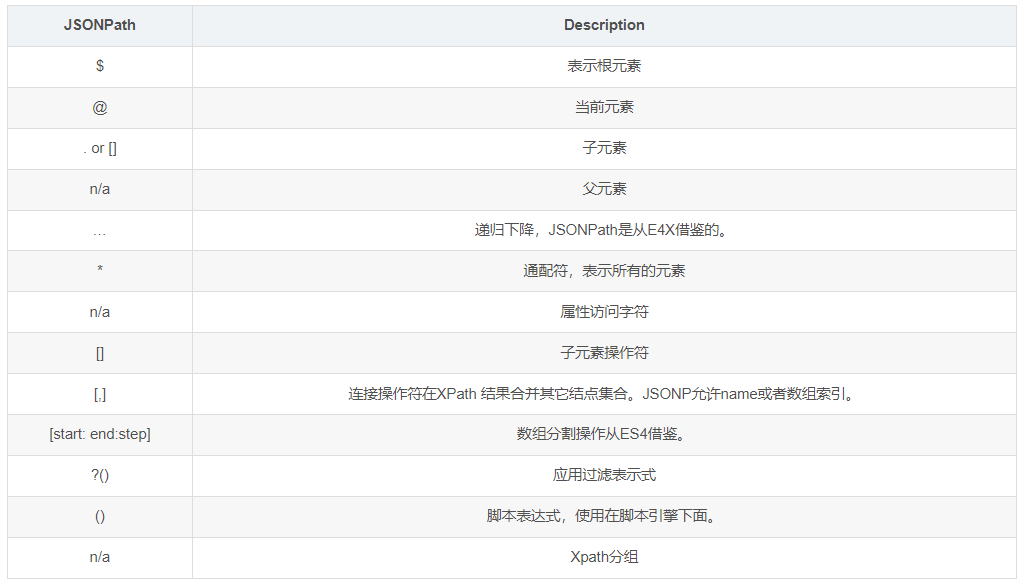 JSONPath Description
$ 表示根元素
@ 当前元素
. or [] 子元素
n/a 父元素
… 递归下降，JSONPath是从E4X借鉴的。
* 通配符，表示所有的元素
n/a 属性访问字符
[] 子元素操作符
[,] 连接操作符在XPath 结果合并其它结点集合。JSONP允许name或者数组索引。
[start: end:step] 数组分割操作从ES4借鉴。
?() 应用过滤表示式
() 脚本表达式，使用在脚本引擎下面。
n/a Xpath分组